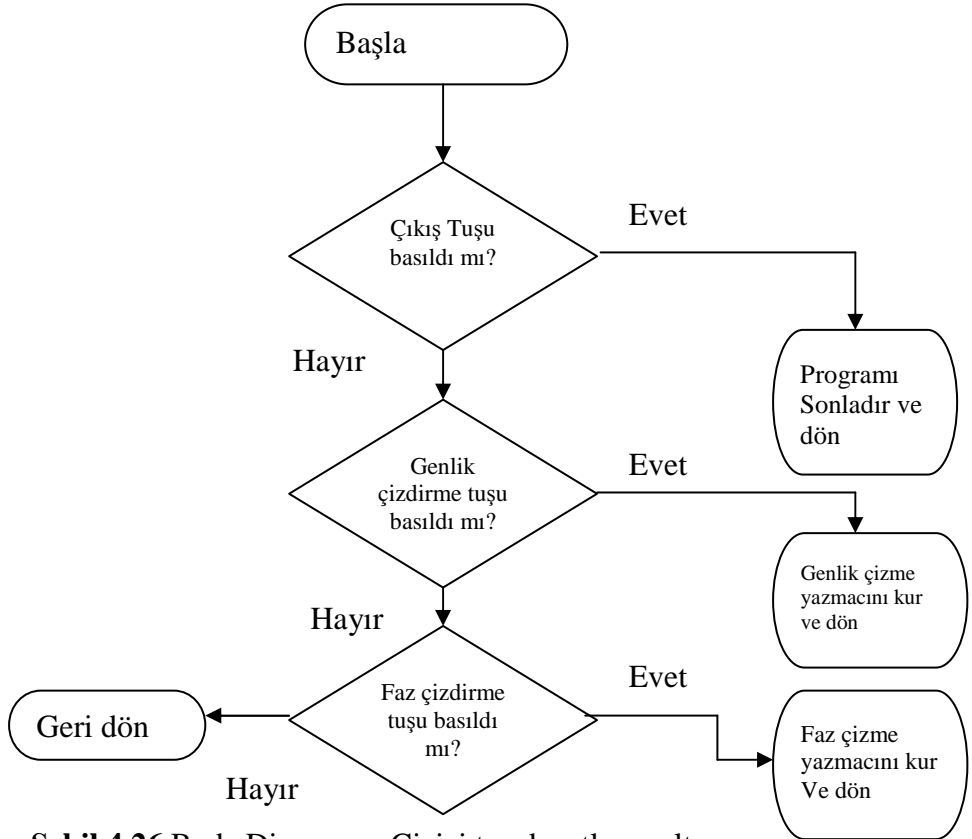 Başla
Çıkış Tuşu
basıldı mı?
Evet
Programı
Sonladır ve
dön
Hayır
Genlik
çizdirme tuşu
basıldı mı?
Evet
Genlik çizme
yazmacını kur
ve dön
Hayır
Faz çizdirme
tuşu basıldı
mı?
Evet
Faz çizme
yazmacını kur
Ve dön
Geri dön
Hayır
4.26